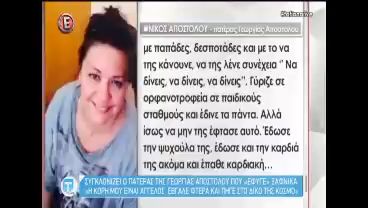 E
ΝΙΚΟΣ ΑΠΟΣΤΟΛΟΥ - πατέρας Γεωργίας Αποστόλου
με παπάδες, δεσποτάδες και με το να
της κάνουνε, να της λένε συνέχεια '' Να
δίνεις, να δίνεις, να δίνεις''. Γύριζε σε
ορφανοτροφεία σε παιδικούς
σταθμούς και έδινε τα πάντα. Αλλά
ίσως να μην της έφτασε αυτό. Έδωσε
την ψυχούλα της, έδωσε και την καρδιά
της ακόμα και έπαθε καρδιακή...
ΣΥΓΚΛΟΝΙΖΕΙ Ο ΠΑΤΕΡΑΣ ΤΗΣ ΓΕΩΡΓΙΑΣ ΑΠΟΣΤΟΛΟΥ ΠΟΥ «ΕΦΥΓΕ» ΞΑΦΝΙΚΑ
«Η ΚΟΡΗ ΜΟΥ ΕΙΝΑΙ ΑΓΓΕΛΟΣ. ΕΒΓΑΛΕ ΦΤΕΡΑ ΚΑΙ ΠΗΓΕ ΣΤΟ ΔΙΚΟ ΤΗΣ ΚΟΣΜΟ»